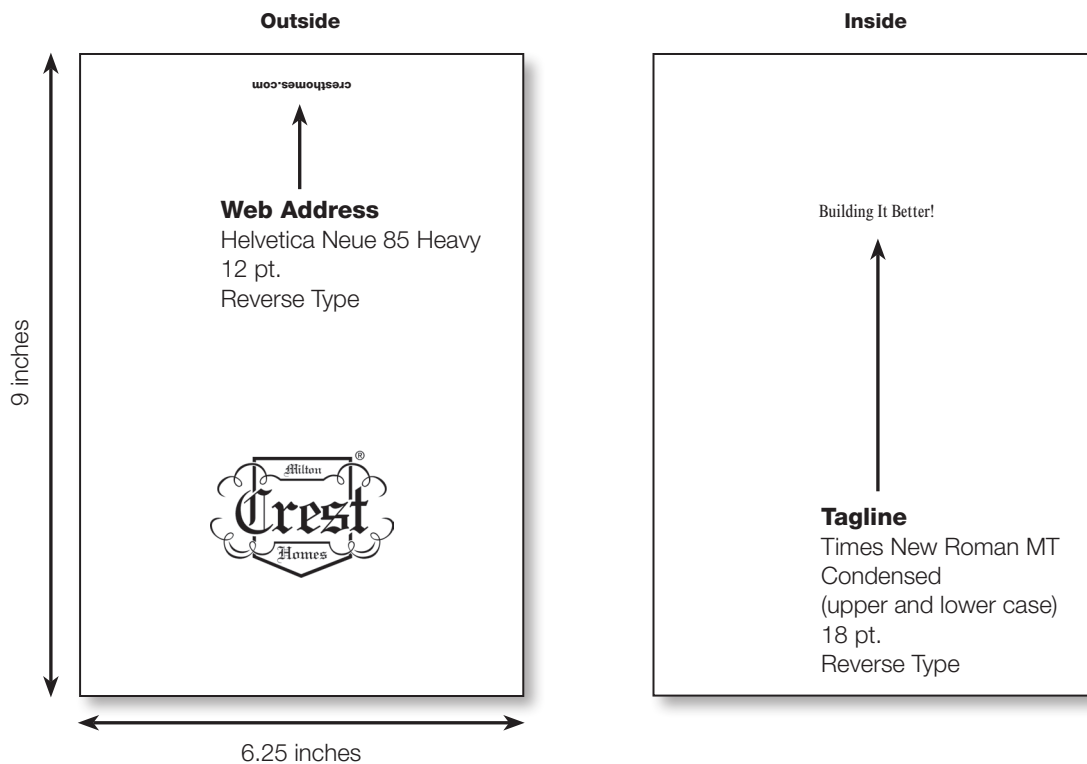 Outside
cresthomes.com
Web Address
Helvetica Neue 85 Heavy
12 pt.
Reverse Type
9 inches
Milton
®
Crest
Homes
6.25 inches
Inside
Building It Better!
Tagline
Times New Roman MT
Condensed
(upper and lower case)
18 pt.
Reverse Type